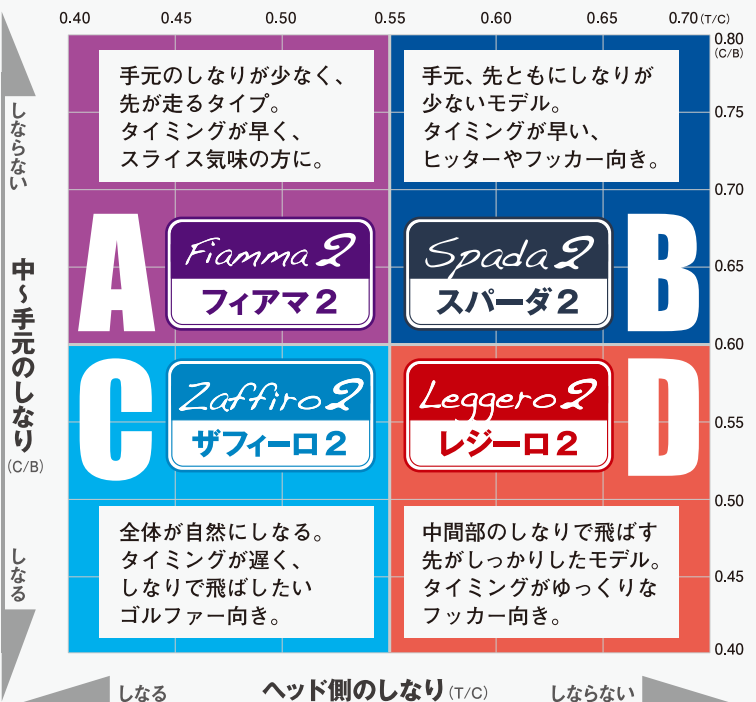 0.40 0.45 0.50 0.55 0.60 0.65 0.70(T/C)
0.80
(C/B)
0.75
0.70
0.65
0.60
0.55
0.50
0.45
0.40
しならない
中〜手元のしなり
(C/B)
しなる
手元のしなりが少なく、
先が走るタイプ。
タイミングが早く、
スライス気味の方に。
手元、先ともにしなりが
少ないモデル。
タイミングが早い、
ヒッターやフッカー向き。
A
Fiamma 2
フィアマ2
Spada 2
スパーダ2
B
C
Zaffiro 2
ザフィーロ2
Leggero 2
レジーロ2
D
全体が自然にしなる。
タイミングが遅く、
しなりで飛ばしたい
ゴルファー向き。
中間部のしなりで飛ばす
先がしっかりしたモデル。
タイミングがゆっくりな
フッカー向き。
しなる ヘッド側のしなり(T/C) しならない